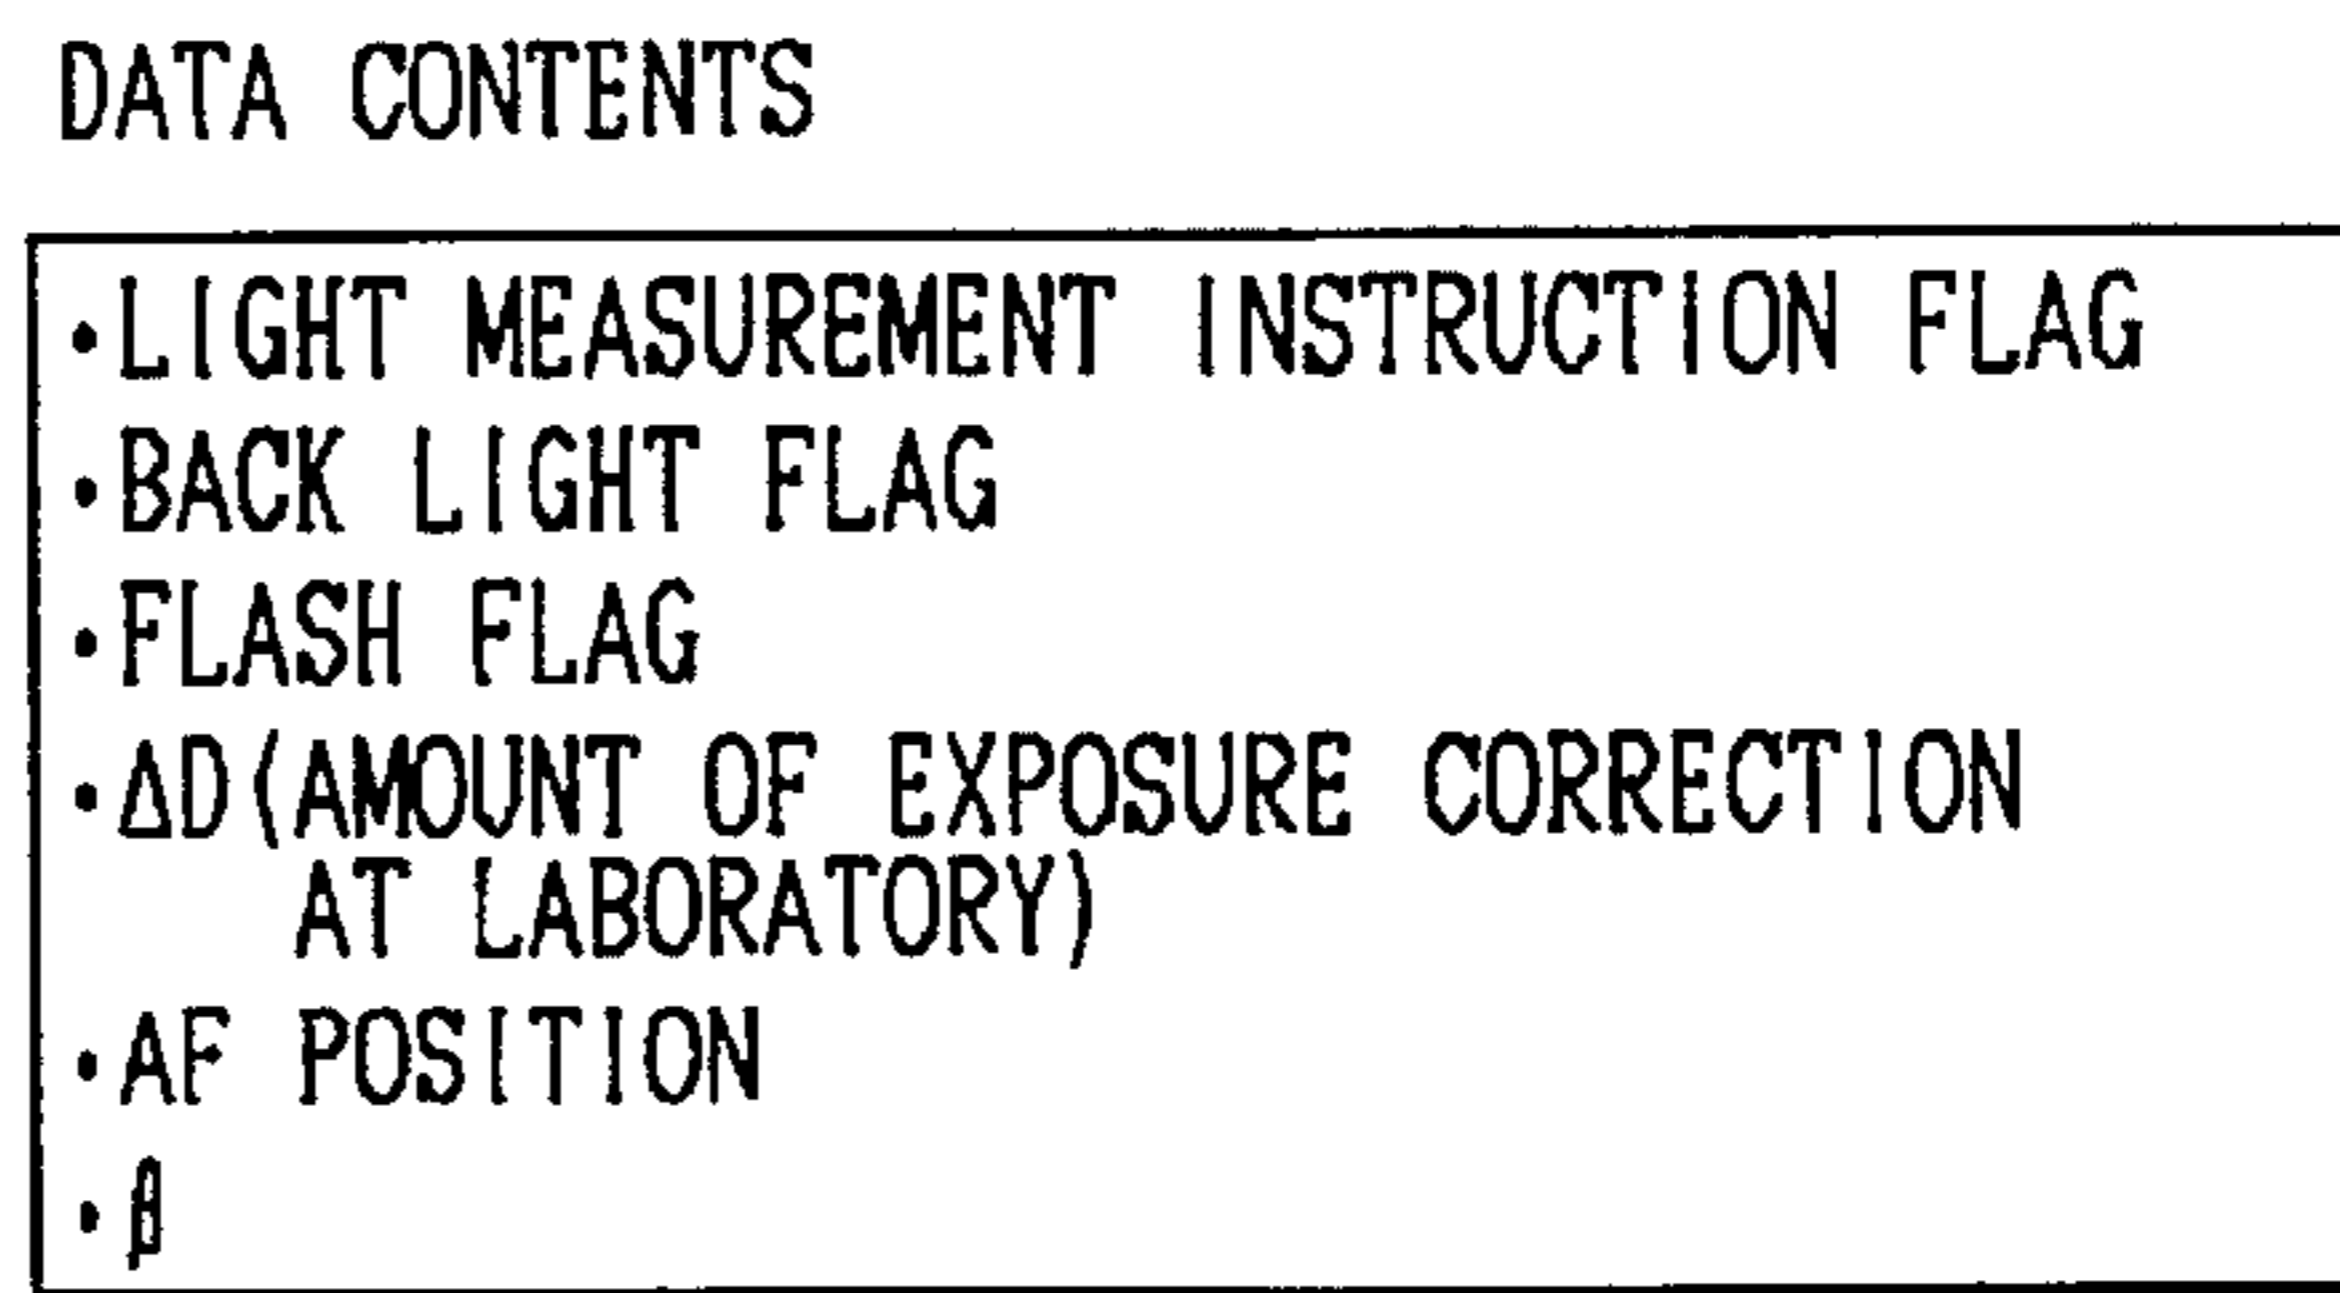 DATA CONTENTS
•LIGHT MEASUREMENT INSTRUCTION FLAG
•BACK LIGHT FLAG
•FLASH FLAG
•ΔD(AMOUNT OF EXPOSURE CORRECTION
AT LABORATORY)
•AF POSITION
•β